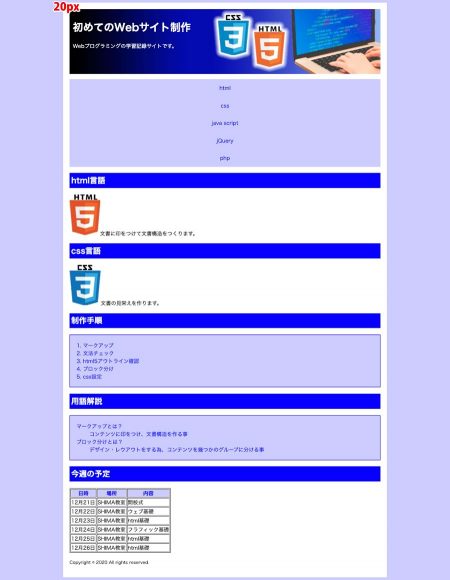 20px
初めてのWebサイト制作
CSS
HTML
Webプログラミングの学習記録サイトです。
html
css
java script
jQuery
php
html言語
HTML
5
文書に印をつけて文書構造をつくります。
css言語
CSS
3
文書の見栄えを作ります。
制作手順
1. マークアップ
2. 文法チェック
3. html5アウトライン確認
4. ブロック分け
5. css設定
用語解説
マークアップとは?
コンテンツに印をつけ、文書構造を作る事
ブロック分けとは?
デザイン・レウアウトをする為、コンテンツを幾つかのグループに分ける事
今週の予定
日時 場所 内容
12月21日 SHIMA教室 開校式
12月22日 SHIMA教室 ウェブ基礎
12月23日 SHIMA教室 html基礎
12月24日 SHIMA教室 フラフィック基礎
12月25日 SHIMA教室 html基礎
12月26日 SHIMA教室 html基礎
Copyright © 2020 All rights reserved.